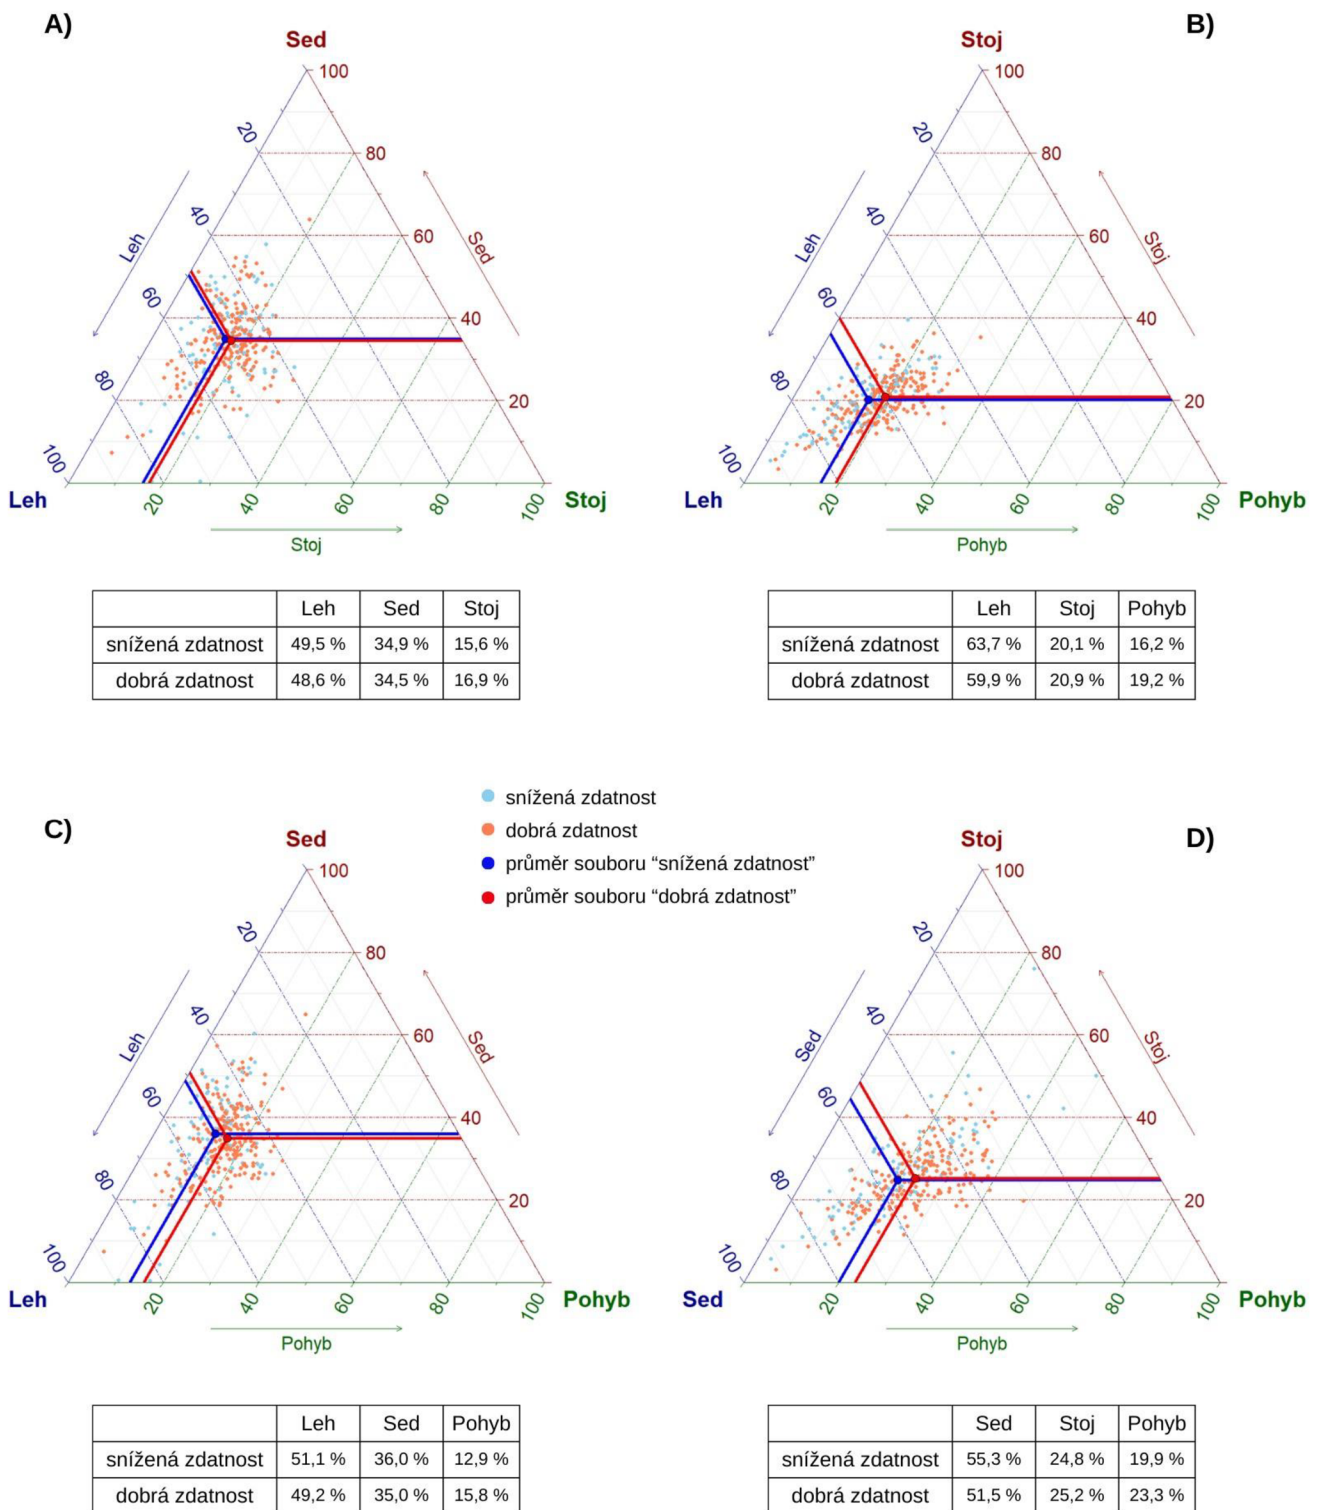 A)
Sed
100
80
60
40
20
20
40
60
80
100
Leh
Sed
Leh
Stoj
20
40
60
80
100
Stoj
Leh Sed Stoj
snížená zdatnost 49,5 % 34,9 % 15,6 %
dobrá zdatnost 48,6 % 34,5 % 16,9 %
B)
Stoj
100
80
60
40
20
20
40
60
80
100
Leh
Stoj
Leh
Pohyb
20
40
60
80
100
Pohyb
Leh Stoj Pohyb
snížená zdatnost 63,7 % 20,1 % 16,2 %
dobrá zdatnost 59,9 % 20,9 % 19,2 %
snížená zdatnost
dobrá zdatnost
průměr souboru “snížená zdatnost”
průměr souboru “dobrá zdatnost”
C)
Sed
100
80
60
40
20
20
40
60
80
100
Leh
Sed
Leh
Pohyb
20
40
60
80
100
Pohyb
Leh Sed Pohyb
snížená zdatnost 51,1 % 36,0 % 12,9 %
dobrá zdatnost 49,2 % 35,0 % 15,8 %
D)
Stoj
100
80
60
40
20
20
40
60
80
100
Sed
Stoj
Sed
Pohyb
20
40
60
80
100
Pohyb
Sed Stoj Pohyb
snížená zdatnost 55,3 % 24,8 % 19,9 %
dobrá zdatnost 51,5 % 25,2 % 23,3 %